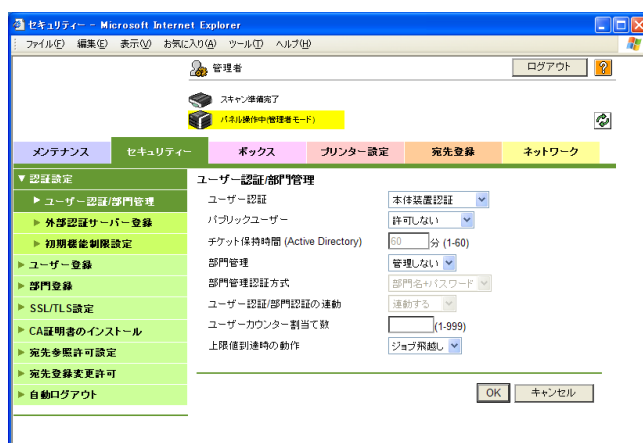 セキュリティー - Microsoft Internet Explorer
ファイル(F) 編集(E) 表示(V) お気に入り(A) ツール(T) ヘルプ(H)
管理者 ログアウト ?
スキャン準備完了
パネル操作中(管理者モード)
メンテナンス セキュリティー ボックス プリンター設定 宛先登録 ネットワーク
▼認証設定
▶ユーザー認証/部門管理
▶外部認証サーバー登録
▶初期機能制限設定
▶ユーザー登録
▶部門登録
▶SSL/TLS設定
▶CA証明書のインストール
▶宛先参照許可設定
▶宛先登録変更許可
▶自動ログアウト
ユーザー認証/部門管理
ユーザー認証 本体装置認証
パブリックユーザー 許可しない
チケット保持時間 (Active Directory) 60 分 (1-60)
部門管理 管理しない
部門管理認証方式 部門名+パスワード
ユーザー認証/部門認証の連動 連動する
ユーザーカウンター割当て数 (1-999)
上限値到達時の動作 ジョブ飛越し
OK キャンセル